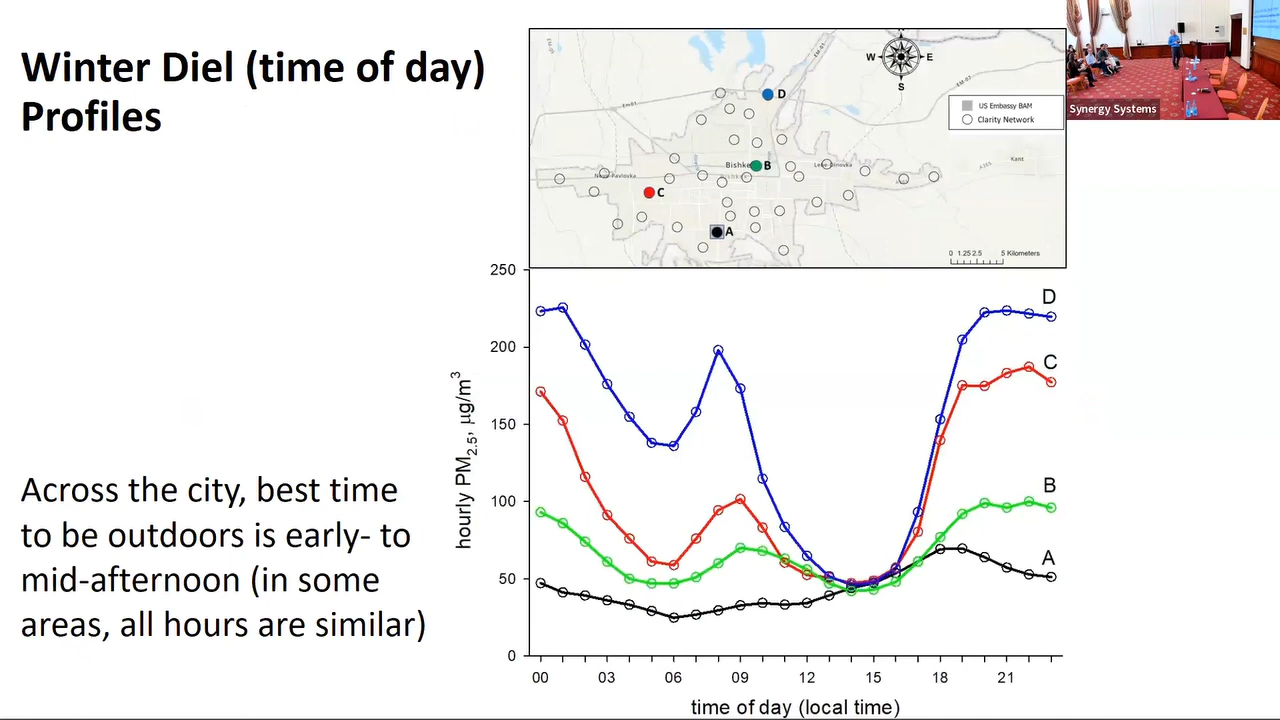 Winter Diel (time of day)
Profiles
Across the city, best time
to be outdoors is early- to
mid-afternoon (in some
areas, all hours are similar)
W E
S
D
US Embassy BAM
Clarity Network
B
C
A
Kant
0 1.25 2.5 5 Kilometers
Synergy Systems
250
200
150
100
50
0
hourly PM2.5, μg/m3
D
C
B
A
00 03 06 09 12 15 18 21
time of day (local time)